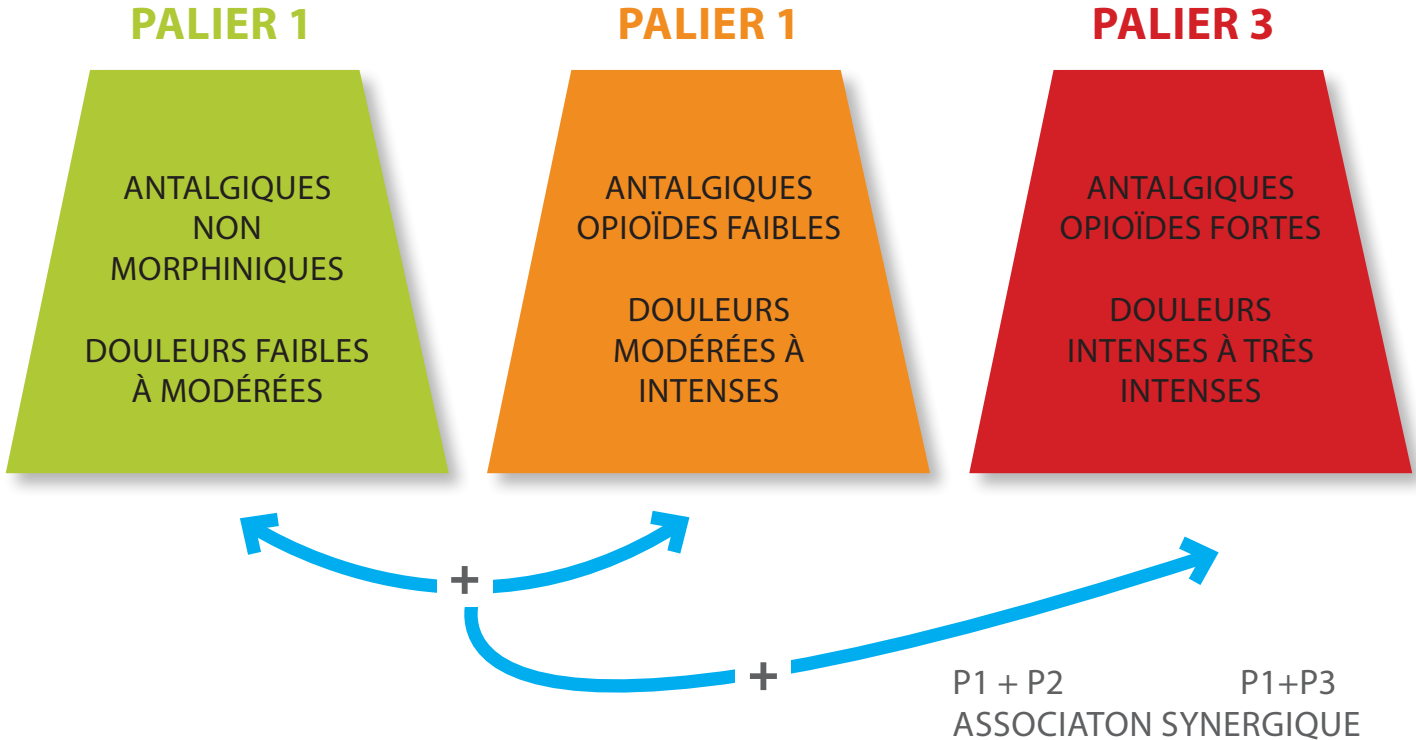 PALIER 1
ANTALGIQUES
NON
MORPHINIQUES
DOULEURS FAIBLES
À MODÉRÉES
PALIER 1
ANTALGIQUES
OPIOÏDES FAIBLES
DOULEURS
MODÉRÉES À
INTENSES
PALIER 3
ANTALGIQUES
OPIOÏDES FORTES
DOULEURS
INTENSES À TRÈS
INTENSES
+
+
P1 + P2 P1+P3
ASSOCIATON SYNERGIQUE